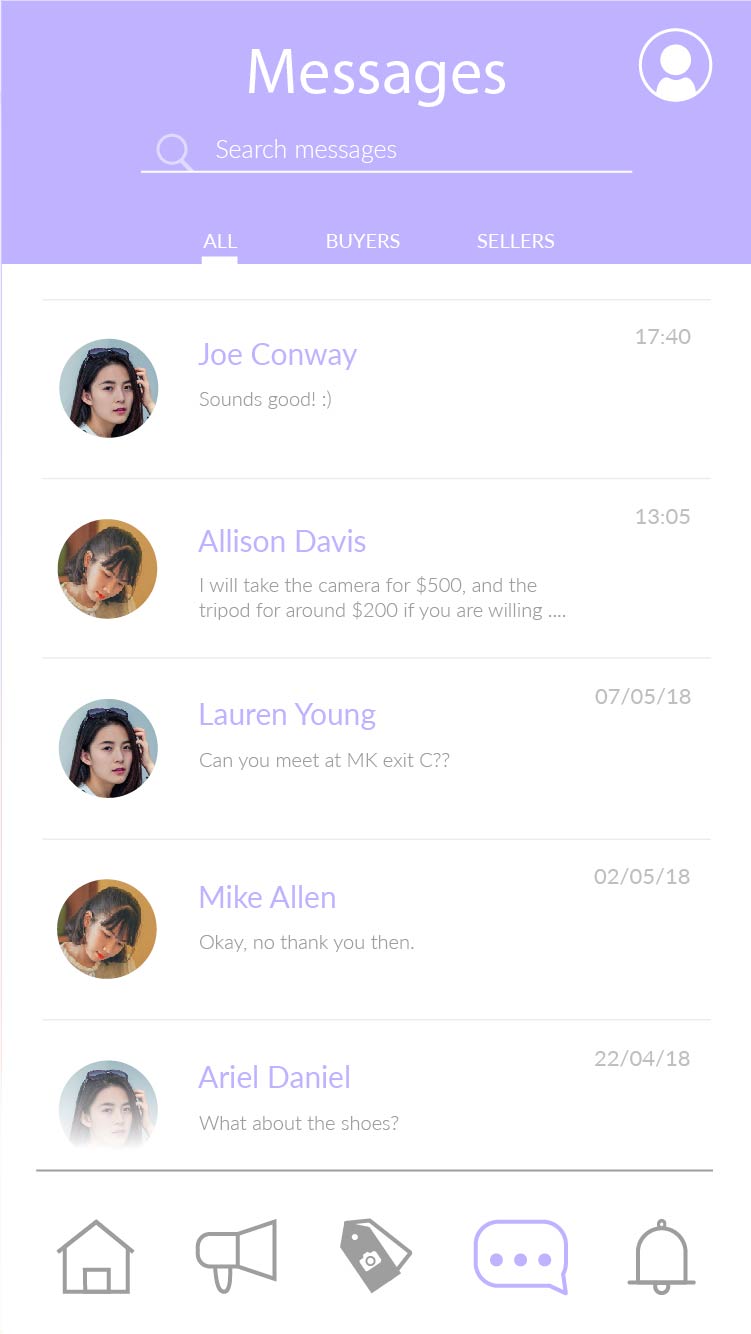 Messages
Search messages
ALL BUYERS SELLERS
Joe Conway
17:40
Sounds good! :)
Allison Davis
13:05
I will take the camera for $500, and the
tripod for around $200 if you are willing ....
Lauren Young
07/05/18
Can you meet at MK exit C??
Mike Allen
02/05/18
Okay, no thank you then.
Ariel Daniel
22/04/18
What about the shoes?